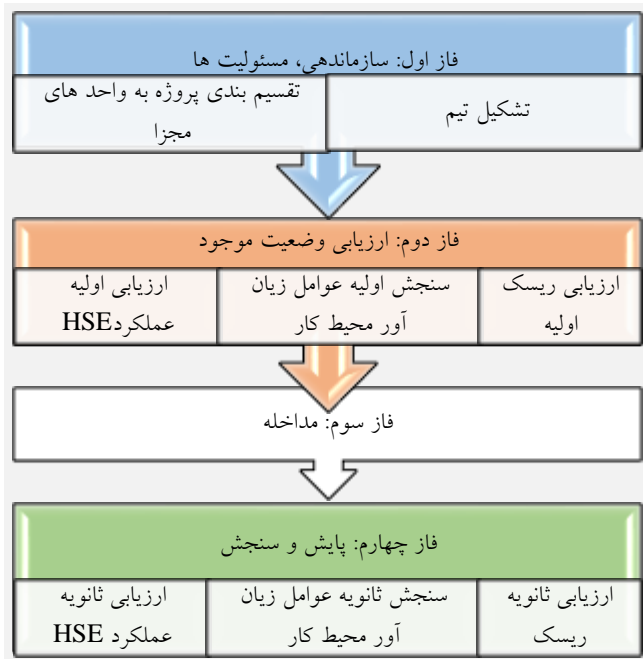 فاز اول: سازماندهی، مسئولیت ها
تشکیل تیم
تقسیم بندی پروژه به واحد های
مجزا
فاز دوم: ارزیابی وضعیت موجود
ارزیابی ریسک
اولیه
سنجش اولیه عوامل زیان
آور محیط کار
ارزیابی اولیه
عملکردHSE
فاز سوم: مداخله
فاز چهارم: پایش و سنجش
ارزیابی ثانویه
ریسک
سنجش ثانویه عوامل زیان
آور محیط کار
ارزیابی ثانویه
عملکرد HSE